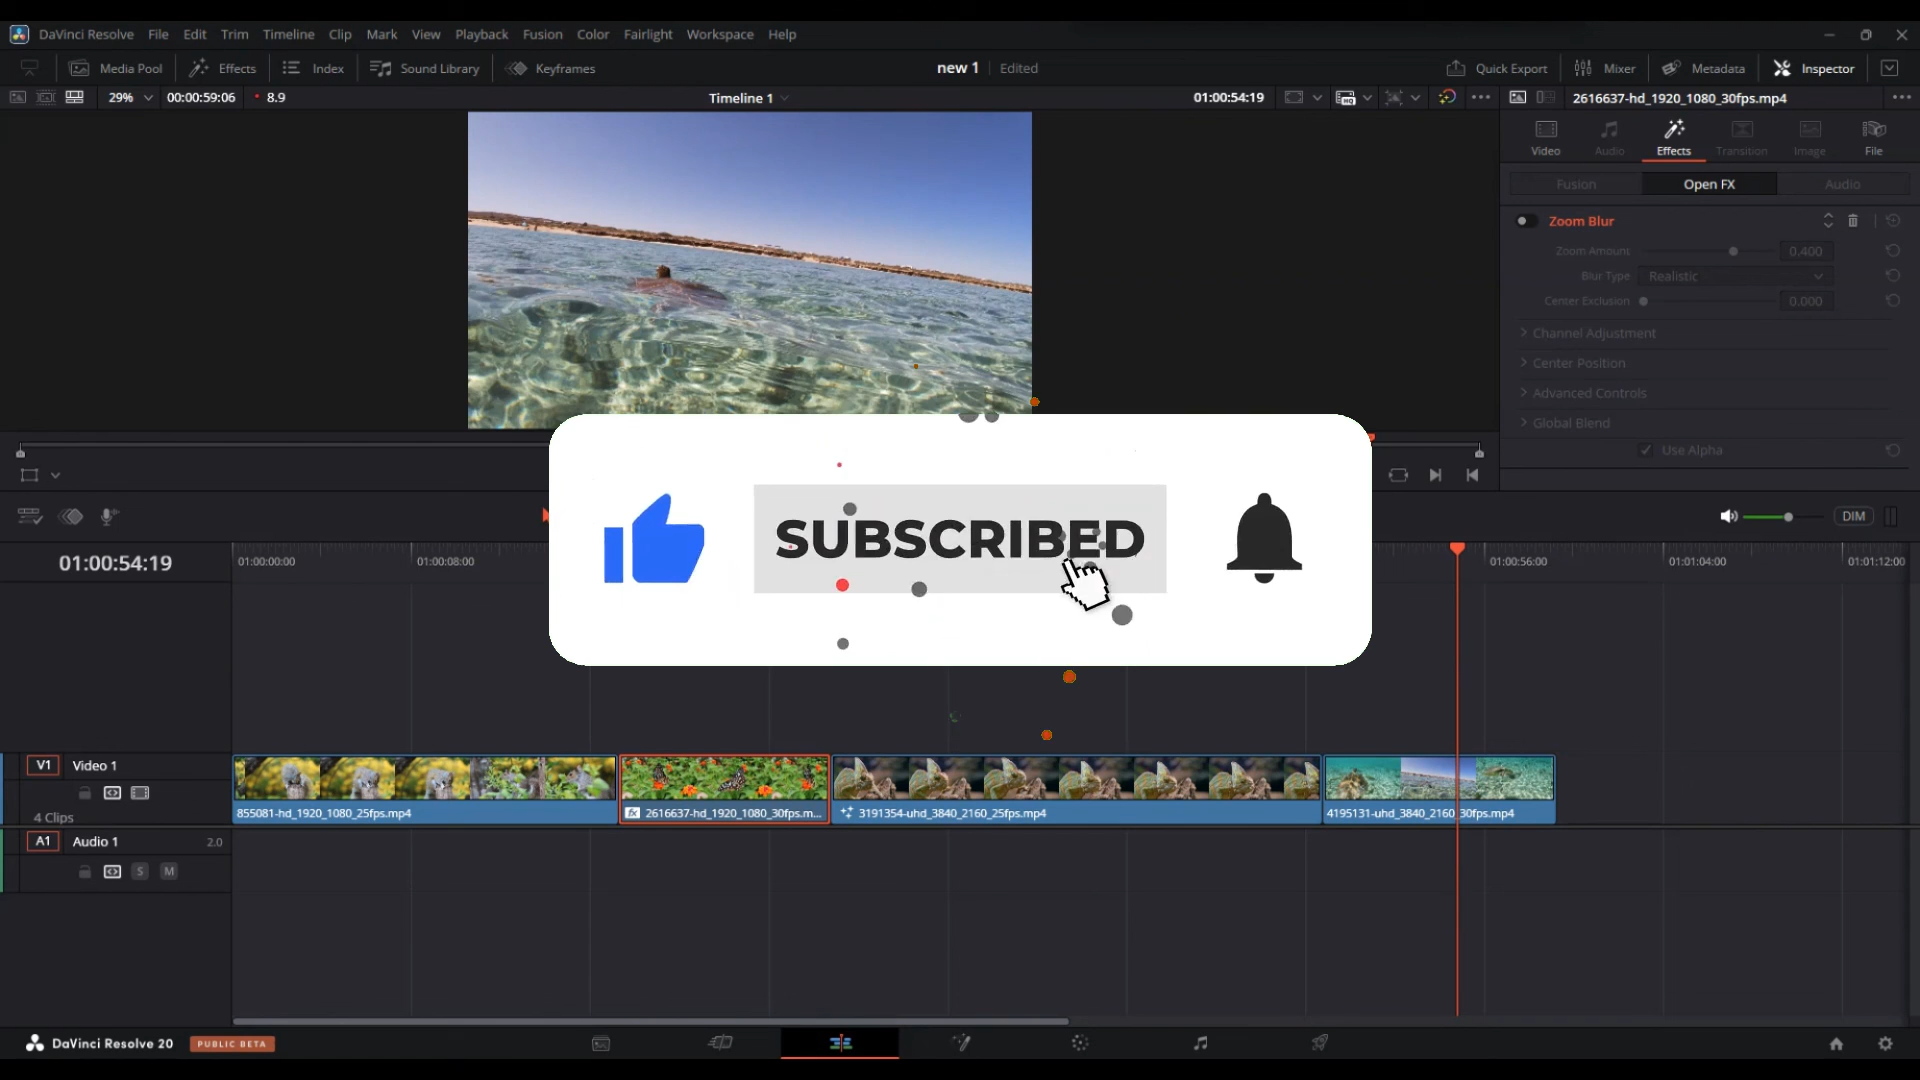 DaVinci Resolve File Edit Trim Timeline Clip Mark View Playback Fusion Color Fairlight Workspace Help
Media Pool Effects Index Sound Library Keyframes new 1 Edited Quick Export Mixer Metadata Inspector
29% 00:00:59:06 8.9 Timeline 1 01:00:54:19 2616637-hd_1920_1080_30fps.mp4
Video Audio Effects Transition Image File
Fusion Open FX Audio
Zoom Blur
Zoom Amount 0.400
Blur Type Realistic
Center Exclusion 0.000
Channel Adjustment
Center Position
Advanced Controls
Global Blend
Use Alpha
SUBSCRIBED
DIM
01:00:54:19 01:00:00:00 01:00:08:00 01:00:56:00 01:01:04:00 01:01:12:00
V1 Video 1
4 Clips 855081-hd_1920_1080_25fps.mp4 2616637-hd_1920_1080_30fps.m... 3191354-uhd_3840_2160_25fps.mp4 4195131-uhd_3840_2160_30fps.mp4
A1 Audio 1 2.0
S M
DaVinci Resolve 20 PUBLIC BETA